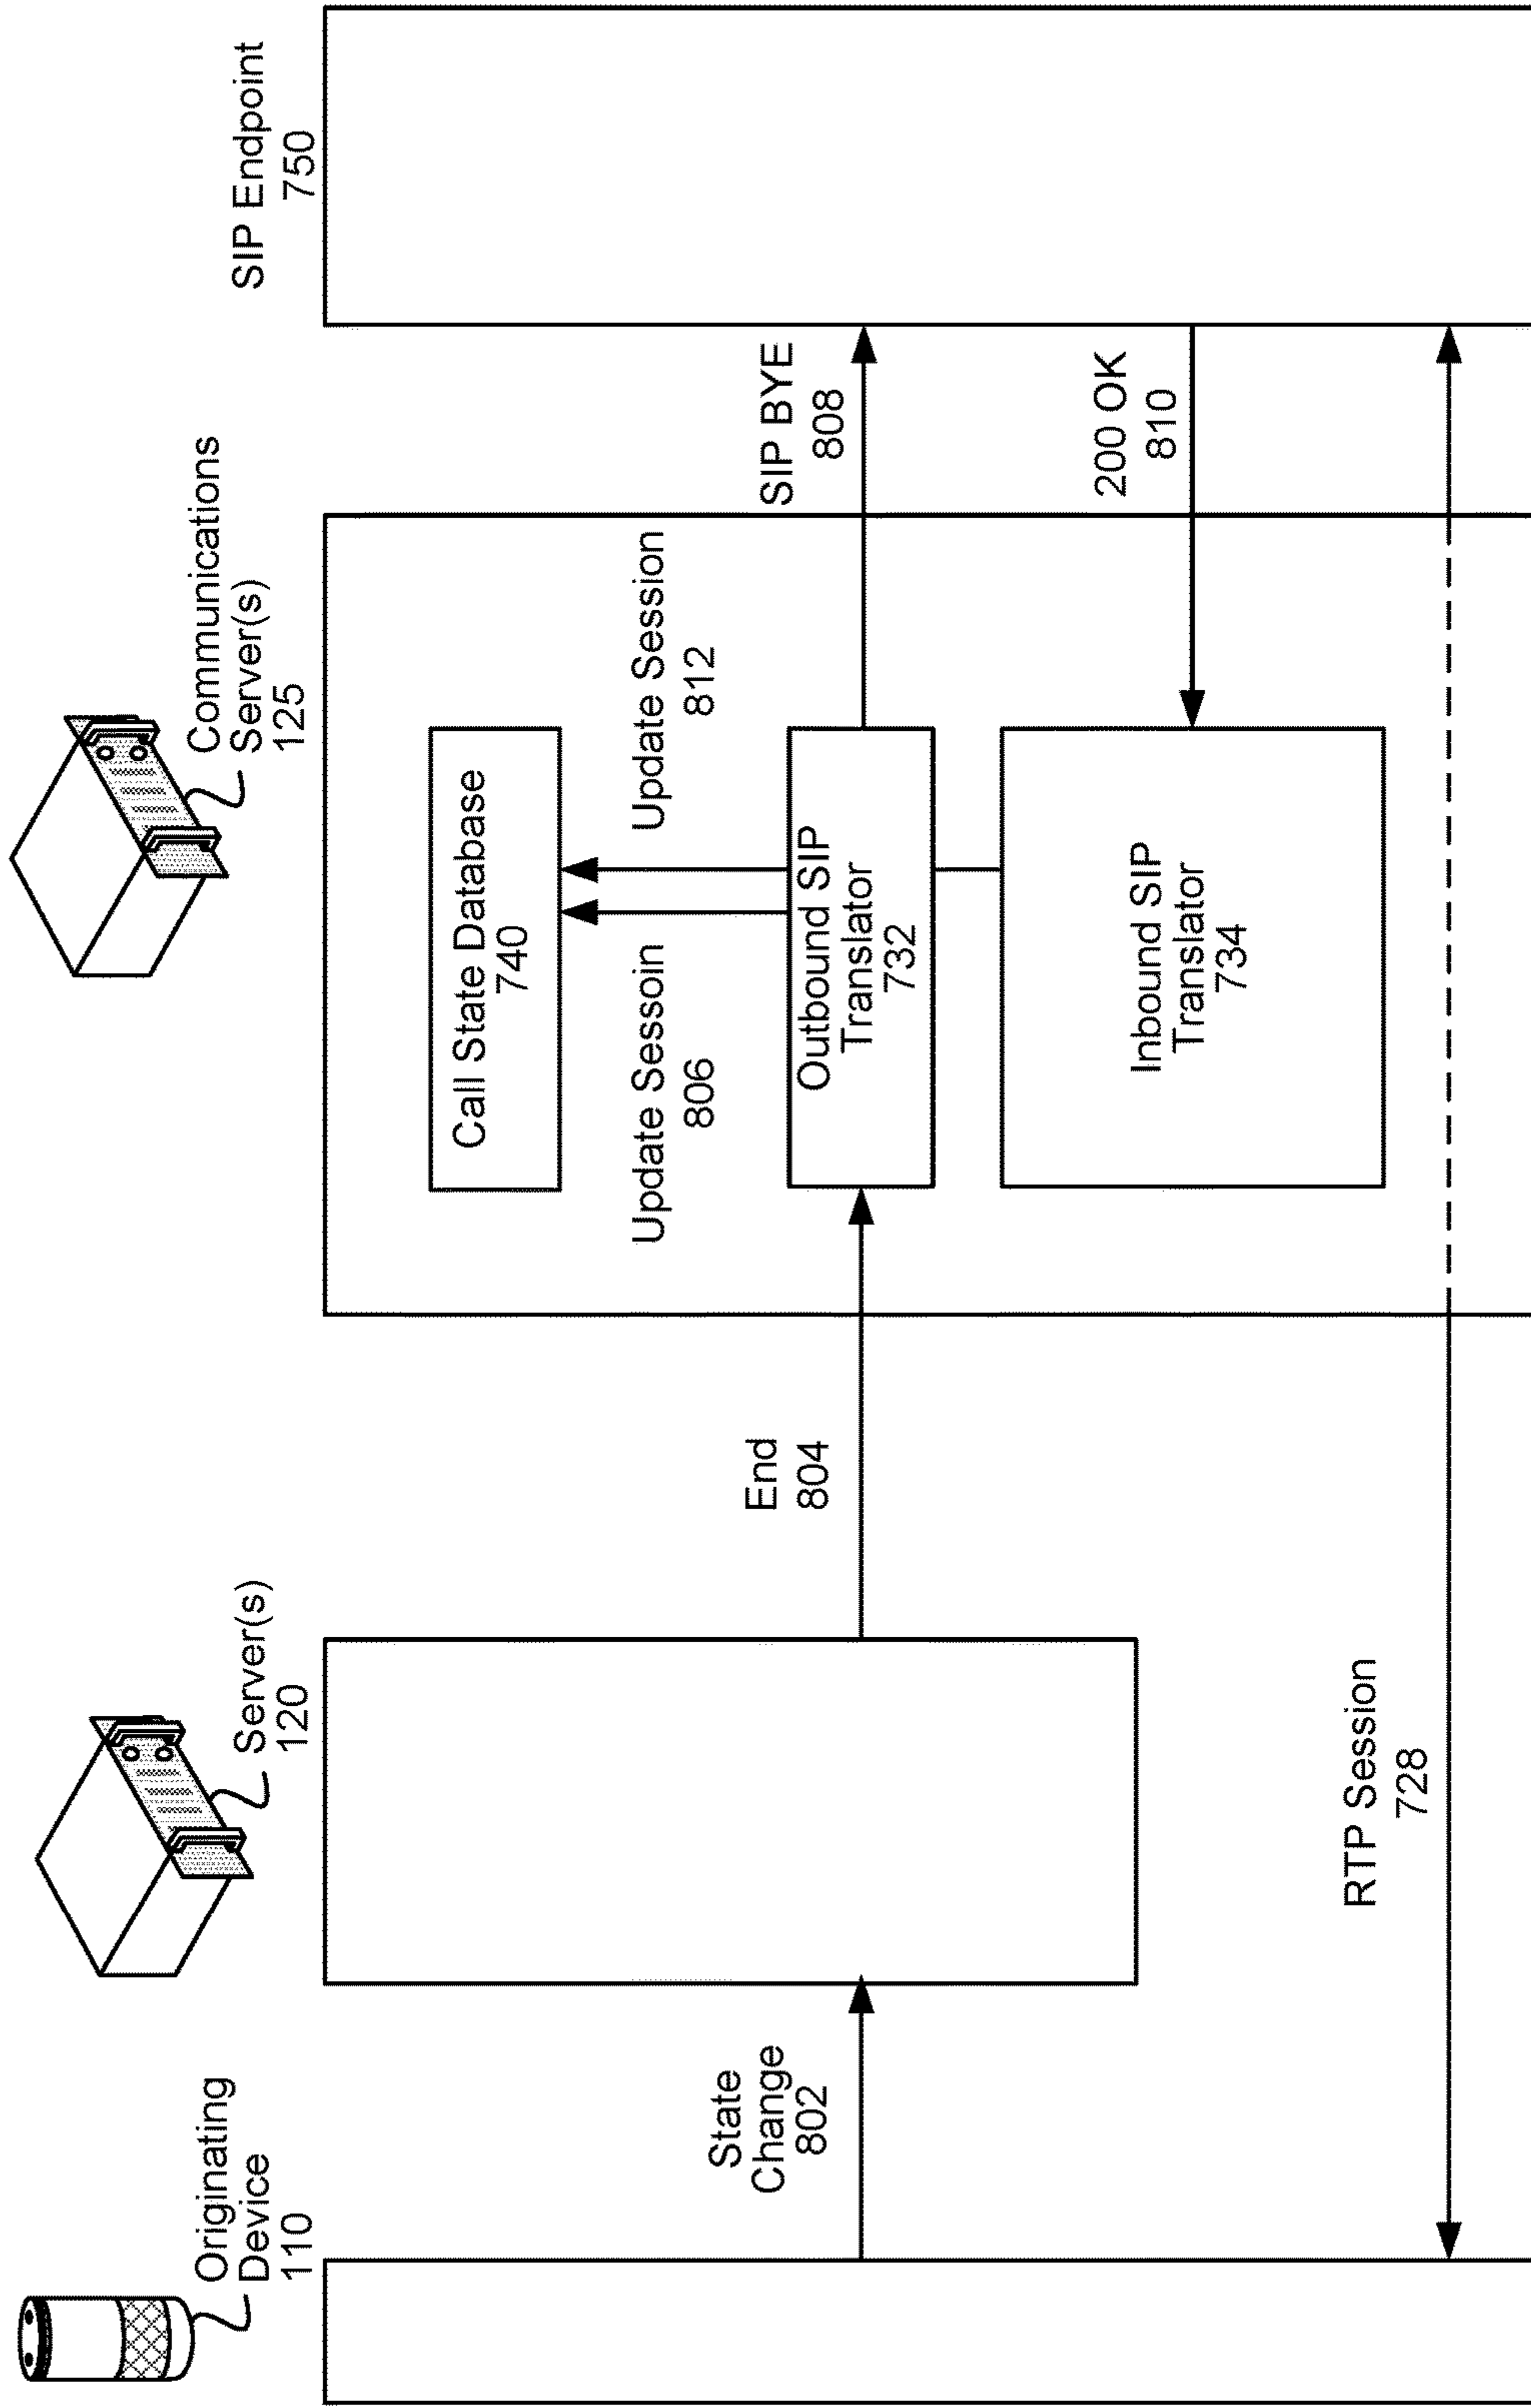 Originating
Device
110
Server(s)
120
Communications
Server(s)
125
SIP Endpoint
750
State
Change
802
End
804
Call State Database
740
Update Sessoin
806
Update Session
812
Outbound SIP
Translator
732
Inbound SIP
Translator
734
SIP BYE
808
200 OK
810
RTP Session
728